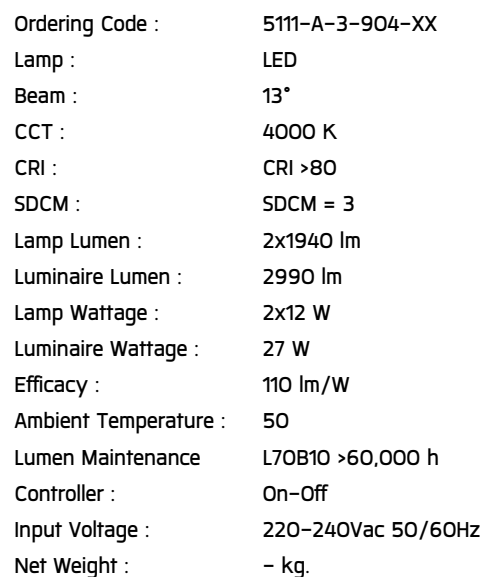 Ordering Code : 5111-A-3-904-XX
Lamp : LED
Beam : 13°
CCT : 4000 K
CRI : CRI >80
SDCM : SDCM = 3
Lamp Lumen : 2x1940 lm
Luminaire Lumen : 2990 lm
Lamp Wattage : 2x12 W
Luminaire Wattage : 27 W
Efficacy : 110 lm/W
Ambient Temperature : 50
Lumen Maintenance L70B10 >60,000 h
Controller : On-Off
Input Voltage : 220-240Vac 50/60Hz
Net Weight : - kg.